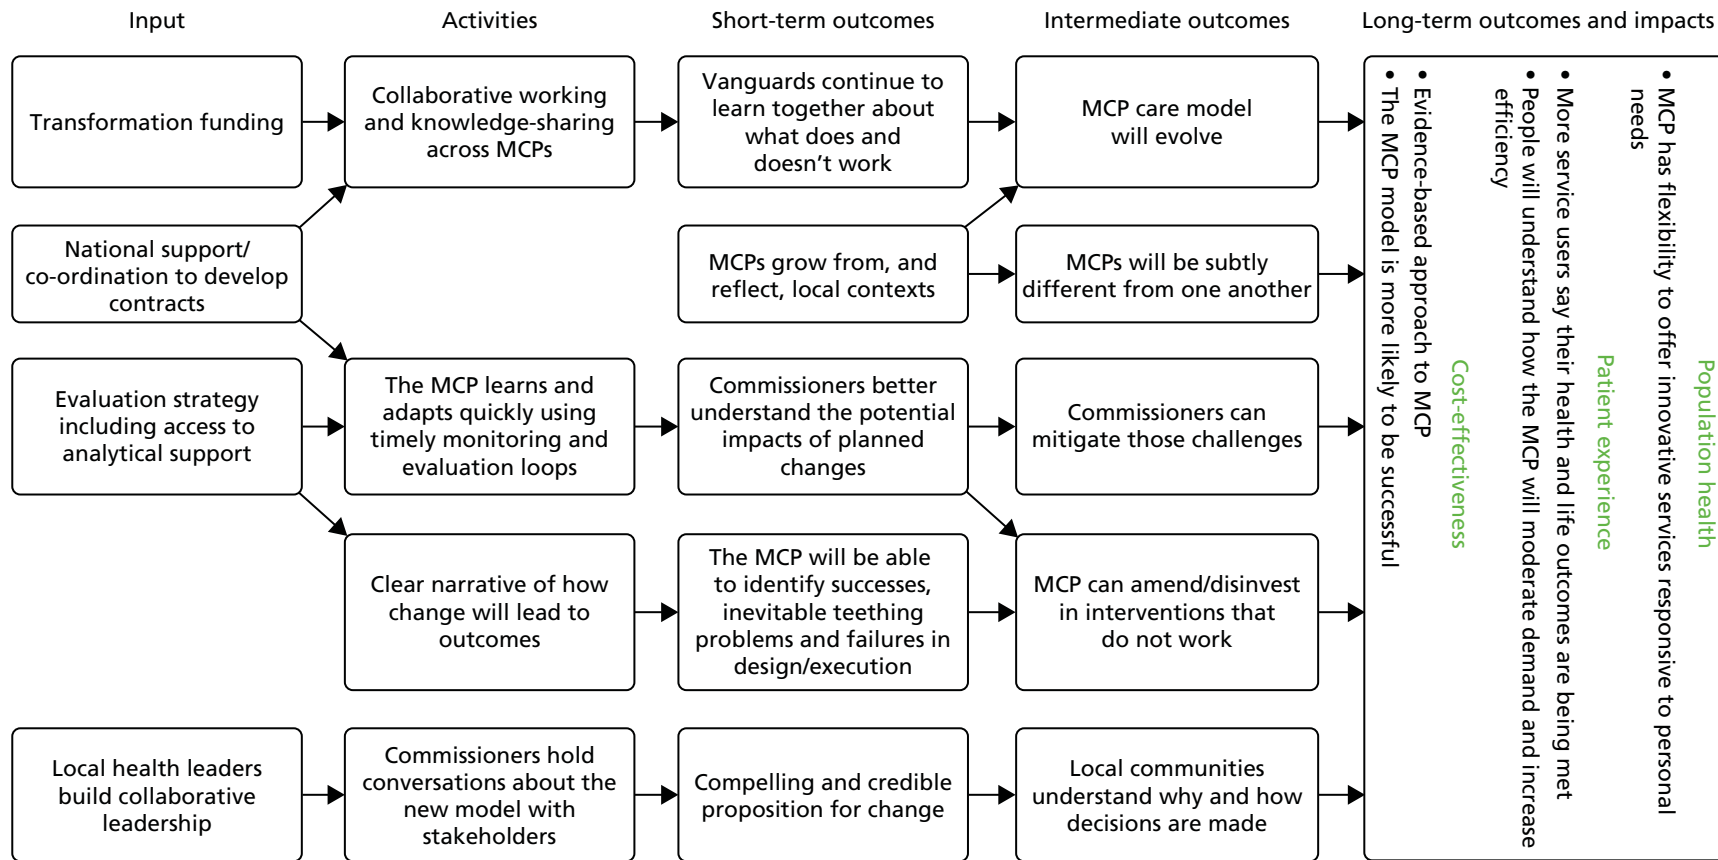 Input
Activities
Short-term outcomes
Intermediate outcomes
Long-term outcomes and impacts
Transformation funding
Collaborative working
and knowledge-sharing
across MCPs
Vanguards continue to
learn together about
what does and
doesn't work
MCP care model
will evolve
National support/
co-ordination to develop
contracts
MCPs grow from, and
reflect, local contexts
MCPs will be subtly
different from one another
Evaluation strategy
including access to
analytical support
The MCP learns and
adapts quickly using
timely monitoring and
evaluation loops
Commissioners better
understand the potential
impacts of planned
changes
Commissioners can
mitigate those challenges
Clear narrative of how
change will lead to
outcomes
The MCP will be able
to identify successes,
inevitable teething
problems and failures in
design/execution
MCP can amend/disinvest
in interventions that
do not work
Local health leaders
build collaborative
leadership
Commissioners hold
conversations about the
new model with
stakeholders
Compelling and credible
proposition for change
Local communities
understand why and how
decisions are made
Population health
• MCP has flexibility to offer innovative services responsive to personal
needs
Patient experience
• More service users say their health and life outcomes are being met
• People will understand how the MCP will moderate demand and increase
efficiency
Cost-effectiveness
• Evidence-based approach to MCP
• The MCP model is more likely to be successful